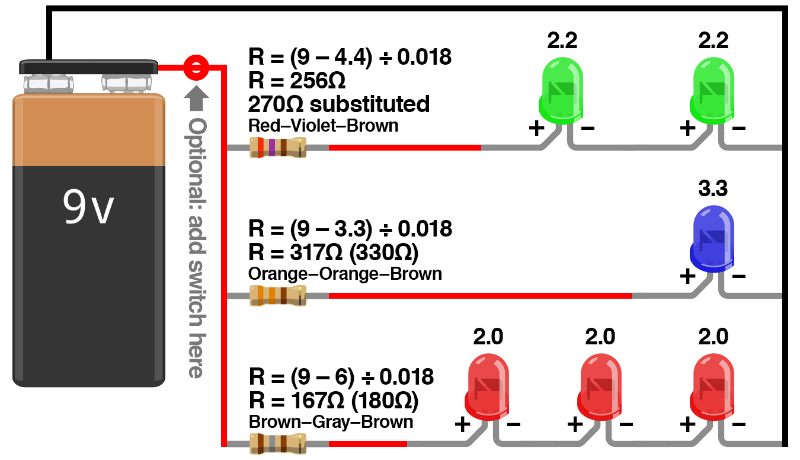 9v
Optional: add switch here
R = (9 – 4.4) ÷ 0.018
R = 256Ω
270Ω substituted
Red–Violet–Brown
2.2
2.2
+
–
+
–
R = (9 – 3.3) ÷ 0.018
R = 317Ω (330Ω)
Orange–Orange–Brown
3.3
+
–
R = (9 – 6) ÷ 0.018
R = 167Ω (180Ω)
Brown–Gray–Brown
2.0
2.0
2.0
+
–
+
–
+
–